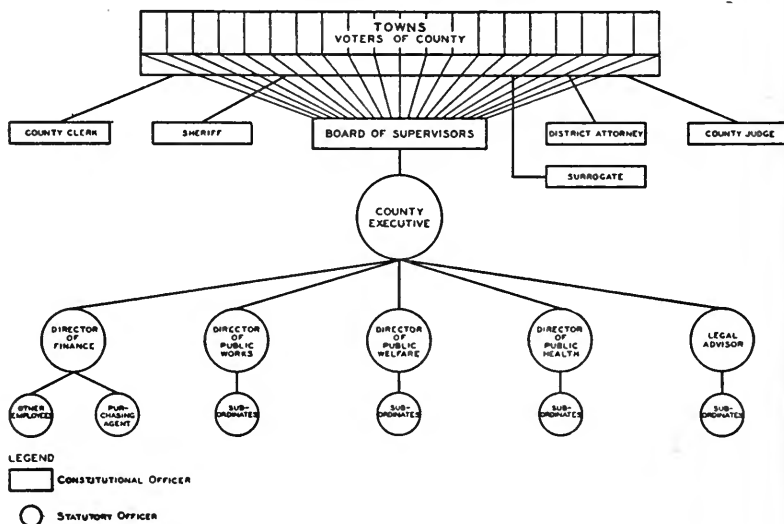 TOWNS
VOTERS OF COUNTY
COUNTY CLERK
SHERIFF
BOARD OF SUPERVISORS
DISTRICT ATTORNEY
COUNTY JUDGE
SURROGATE
COUNTY
EXECUTIVE
DIRECTOR
OF
FINANCE
DIRECTOR
OF
PUBLIC
WORKS
DIRECTOR
OF
PUBLIC
WELFARE
DIRECTOR
OF
PUBLIC
HEALTH
LEGAL
ADVISOR
OTHER
EMPLOYEES
PUR-
CHASING
AGENT
SUB-
ORDINATES
SUB-
ORDINATES
SUB-
ORDINATES
SUB-
ORDINATES
LEGEND
CONSTITUTIONAL OFFICER
STATUTORY OFFICER